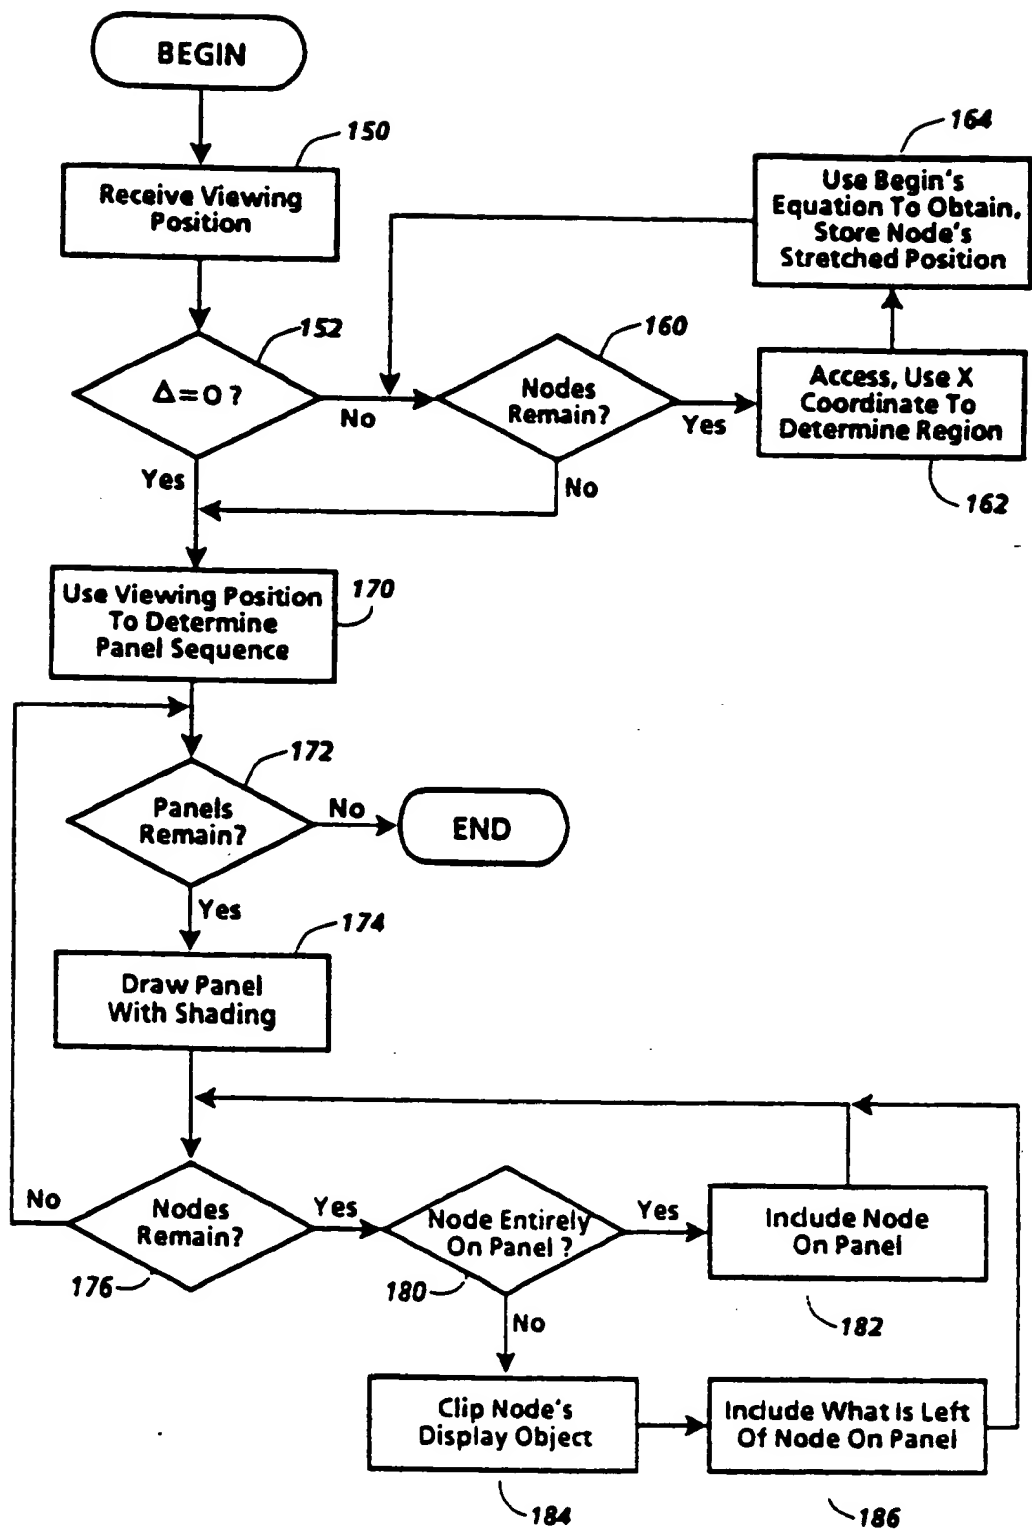 BEGIN
150
Receive Viewing
Position
164
Use Begin's
Equation To Obtain,
Store Node's
Stretched Position
152
Δ=0 ?
No
Yes
160
Nodes
Remain?
Yes
No
Access, Use X
Coordinate To
Determine Region
162
Use Viewing Position
To Determine
Panel Sequence
170
172
Panels
Remain?
No
END
Yes
174
Draw Panel
With Shading
No
Nodes
Remain?
176
Yes
Node Entirely
On Panel ?
180
Yes
Include Node
On Panel
182
No
Clip Node's
Display Object
184
Include What Is Left
Of Node On Panel
186